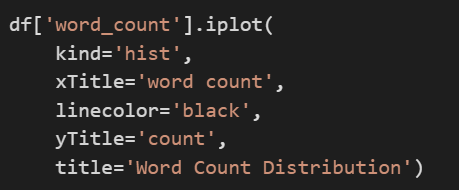 df['word_count'].iplot(
    kind='hist',
    xTitle='word count',
    linecolor='black',
    yTitle='count',
    title='Word Count Distribution')